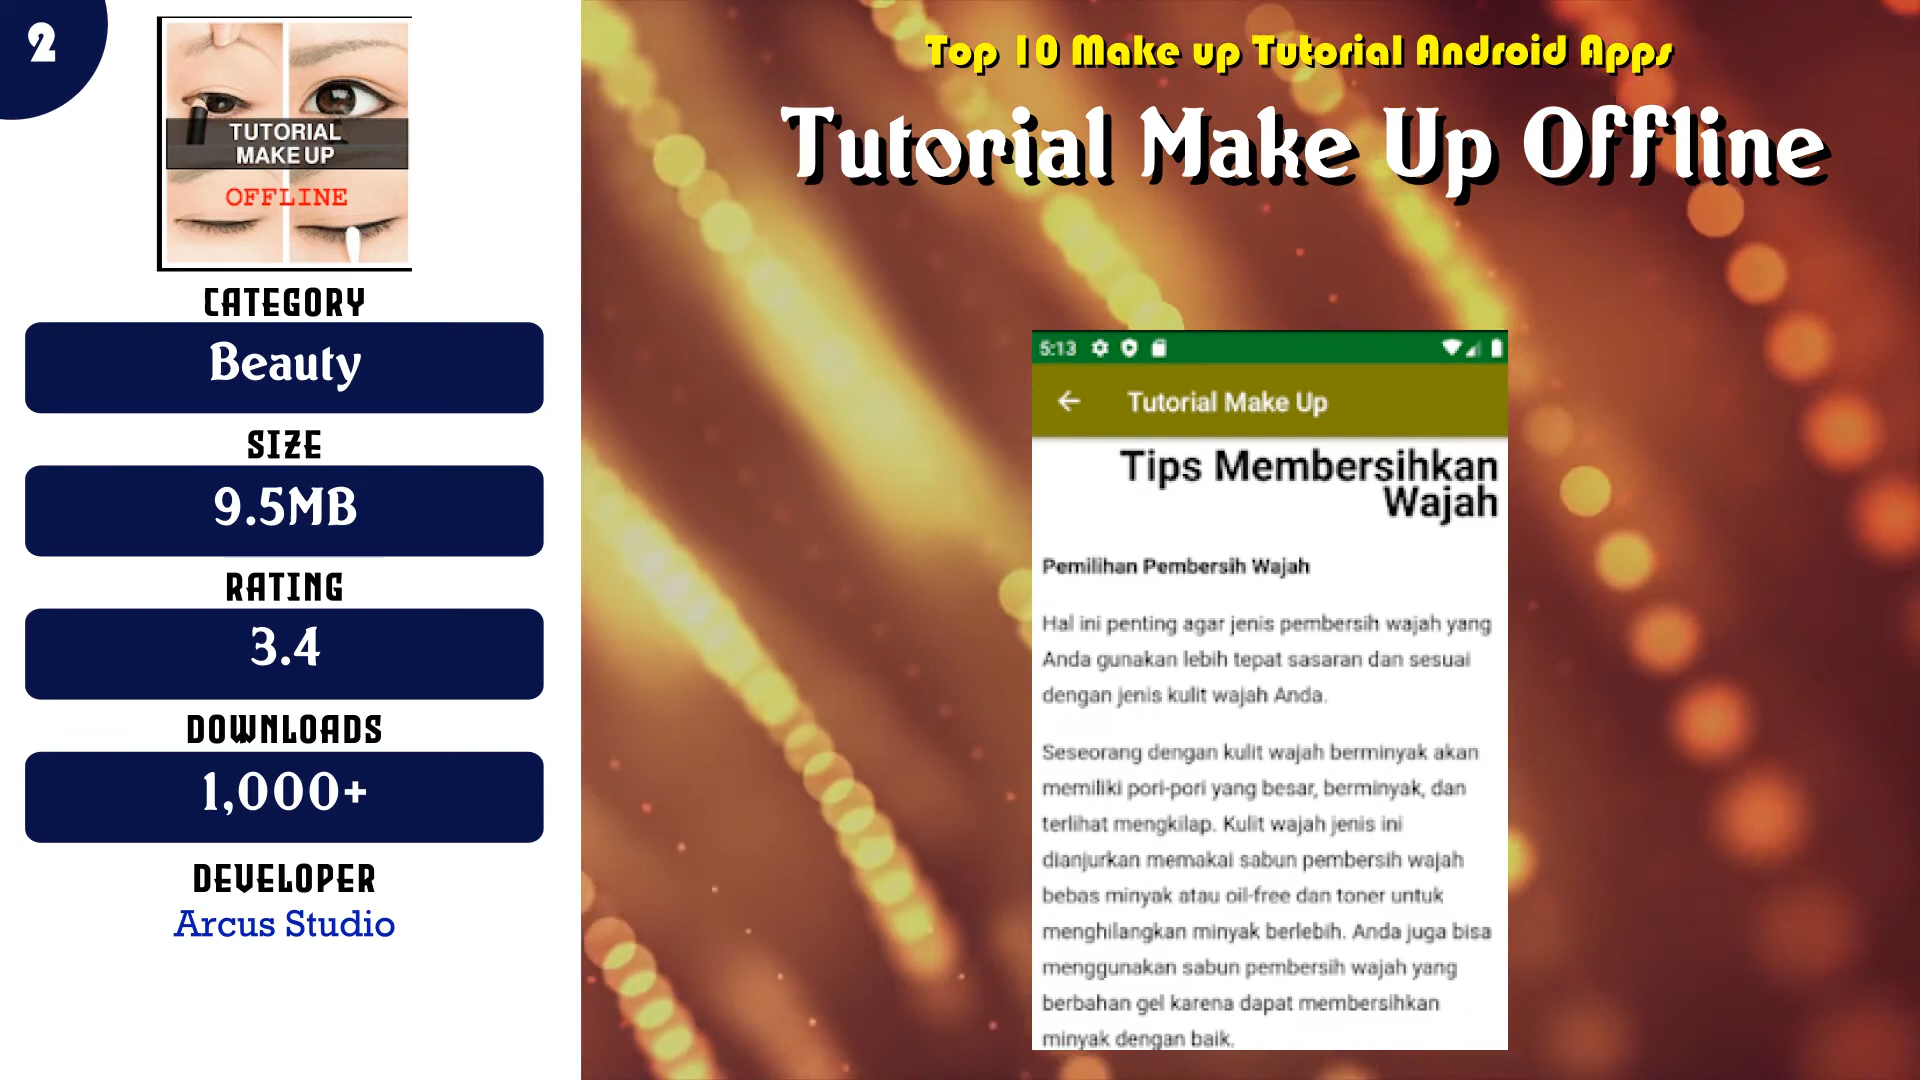 2
TUTORIAL
MAKE UP
OFFLINE
CATEGORY
Beauty
SIZE
9.5MB
RATING
3.4
DOWNLOADS
1,000+
DEVELOPER
Arcus Studio
Top 10 Make up Tutorial Android Apps
Tutorial Make Up Offline
5:13
Tutorial Make Up
Tips Membersihkan
Wajah
Pemilihan Pembersih Wajah
Hal ini penting agar jenis pembersih wajah yang
Anda gunakan lebih tepat sasaran dan sesuai
dengan jenis kulit wajah Anda.
Seseorang dengan kulit wajah berminyak akan
memiliki pori-pori yang besar, berminyak, dan
terlihat mengkilap. Kulit wajah jenis ini
dianjurkan memakai sabun pembersih wajah
bebas minyak atau oil-free dan toner untuk
menghilangkan minyak berlebih. Anda juga bisa
menggunakan sabun pembersih wajah yang
berbahan gel karena dapat membersihkan
minyak dengan baik.